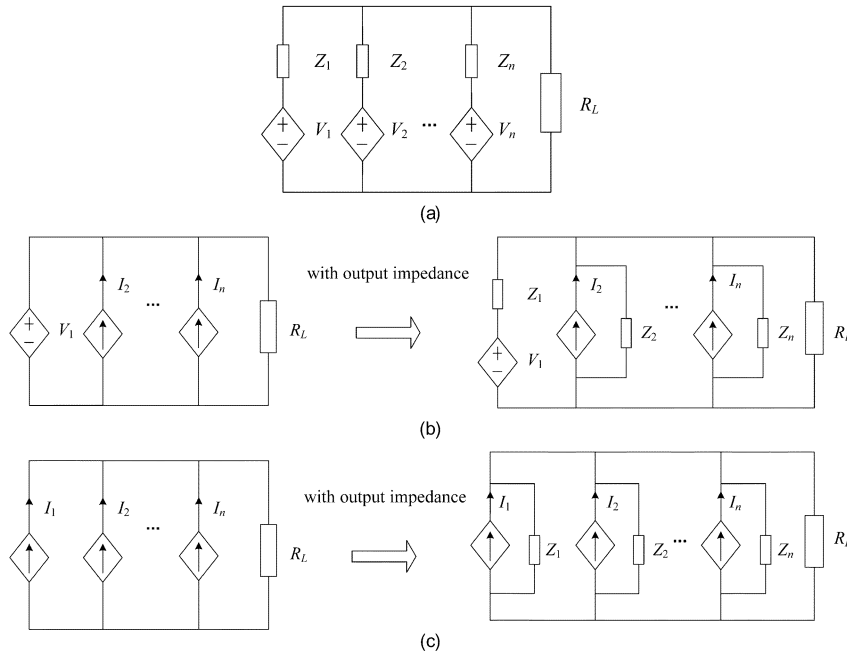 Z1 Z2 Zn
RL
V1 V2 ... Vn
(a)
I2 ... In
V1 RL
with output impedance
Z1 I2 ... In
Z2 Zn R
V1
(b)
I1 I2 ... In
RL
with output impedance
I1 I2 In
Z1 Z2 ... Zn R
(c)